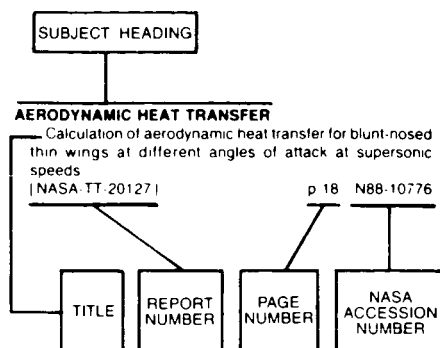 SUBJECT HEADING
AERODYNAMIC HEAT TRANSFER
Calculation of aerodynamic heat transfer for blunt-nosed
thin wings at different angles of attack at supersonic
speeds
[NASA-TT-20127] p 18 N88-10776
TITLE
REPORT
NUMBER
PAGE
NUMBER
NASA
ACCESSION
NUMBER